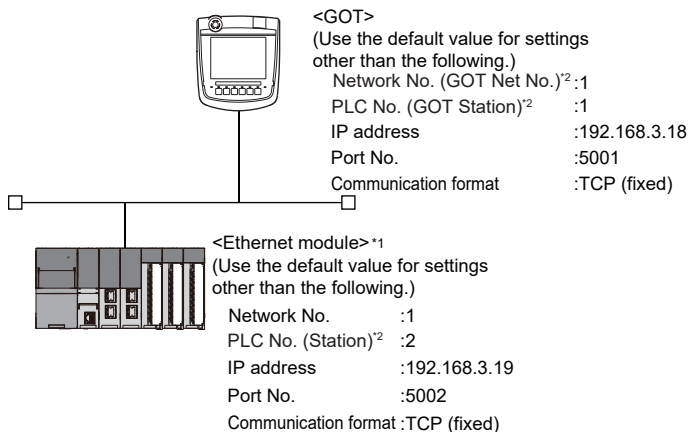 <GOT>
(Use the default value for settings
other than the following.)
Network No. (GOT Net No.)*2 :1
PLC No. (GOT Station)*2 :1
IP address :192.168.3.18
Port No. :5001
Communication format :TCP (fixed)
<Ethernet module>*1
(Use the default value for settings
other than the following.)
Network No. :1
PLC No. (Station)*2 :2
IP address :192.168.3.19
Port No. :5002
Communication format :TCP (fixed)